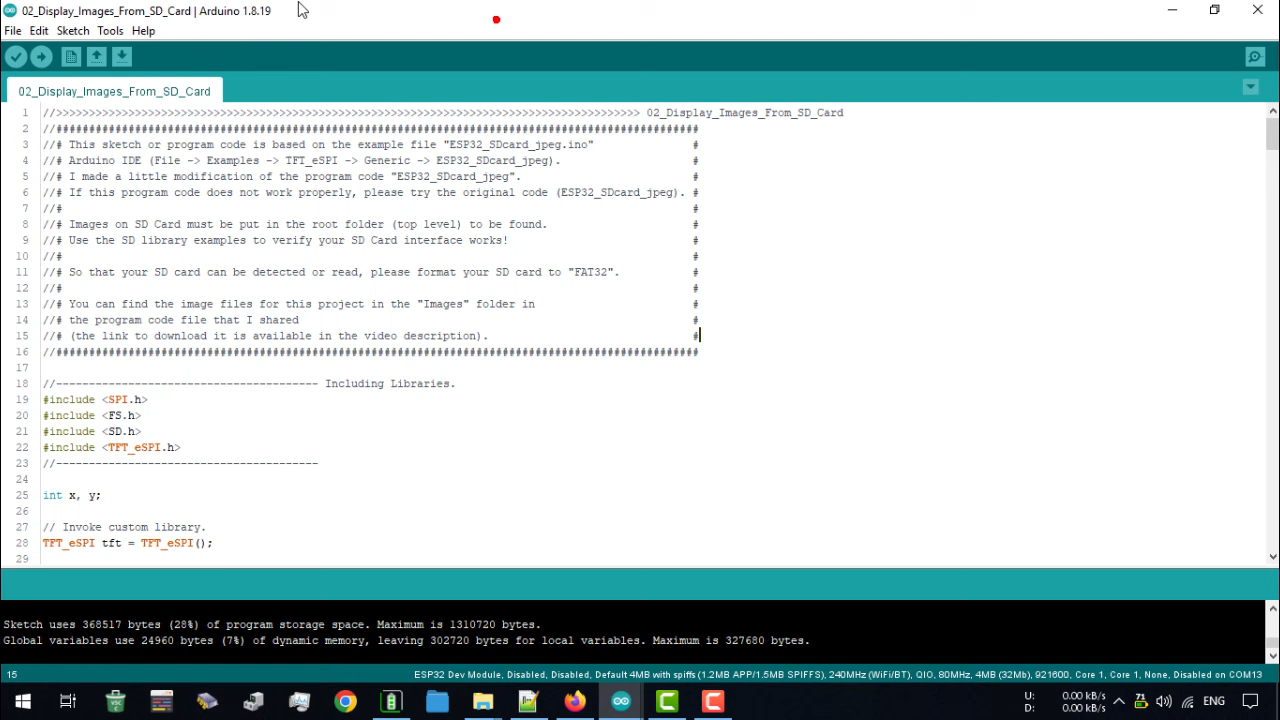 02_Display_Images_From_SD_Card | Arduino 1.8.19
File Edit Sketch Tools Help
02_Display_Images_From_SD_Card
1 //>>>>>>>>>>>>>>>>>>>>>>>>>>>>>>>>>>>>>>>>>>>>>>>>>>>>>>>>>>>>>>>>>>>>>>>>>>>>>>>>>>>>>>>>>> 02_Display_Images_From_SD_Card
2 //##################################################################################################
3 //# This sketch or program code is based on the example file "ESP32_SDcard_jpeg.ino" #
4 //# Arduino IDE (File -> Examples -> TFT_eSPI -> Generic -> ESP32_SDcard_jpeg). #
5 //# I made a little modification of the program code "ESP32_SDcard_jpeg". #
6 //# If this program code does not work properly, please try the original code (ESP32_SDcard_jpeg). #
7 //# #
8 //# Images on SD Card must be put in the root folder (top level) to be found. #
9 //# Use the SD library examples to verify your SD Card interface works! #
10 //# #
11 //# So that your SD card can be detected or read, please format your SD card to "FAT32". #
12 //# #
13 //# You can find the image files for this project in the "Images" folder in #
14 //# the program code file that I shared #
15 //# (the link to download it is available in the video description). #
16 //##################################################################################################
17
18 //---------------------------------------- Including Libraries.
19 #include <SPI.h>
20 #include <FS.h>
21 #include <SD.h>
22 #include <TFT_eSPI.h>
23 //----------------------------------------
24
25 int x, y;
26
27 // Invoke custom library.
28 TFT_eSPI tft = TFT_eSPI();
29
Sketch uses 368517 bytes (28%) of program storage space. Maximum is 1310720 bytes.
Global variables use 24960 bytes (7%) of dynamic memory, leaving 302720 bytes for local variables. Maximum is 327680 bytes.
15 ESP32 Dev Module, Disabled, Disabled, Default 4MB with spiffs (1.2MB APP/1.5MB SPIFFS), 240MHz (WiFi/BT), QIO, 80MHz, 4MB (32Mb), 921600, Core 1, Core 1, None, Disabled on COM13
U: 0.00 kB/s
D: 0.00 kB/s
71
ENG